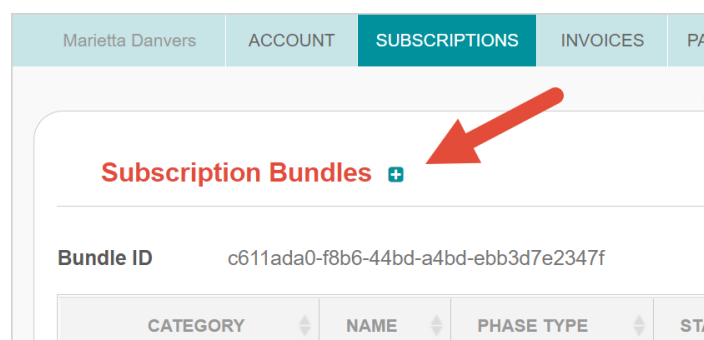 Marietta Danvers ACCOUNT SUBSCRIPTIONS INVOICES
Subscription Bundles
Bundle ID c611ada0-f8b6-44bd-a4bd-ebb3d7e2347f
CATEGORY NAME PHASE TYPE